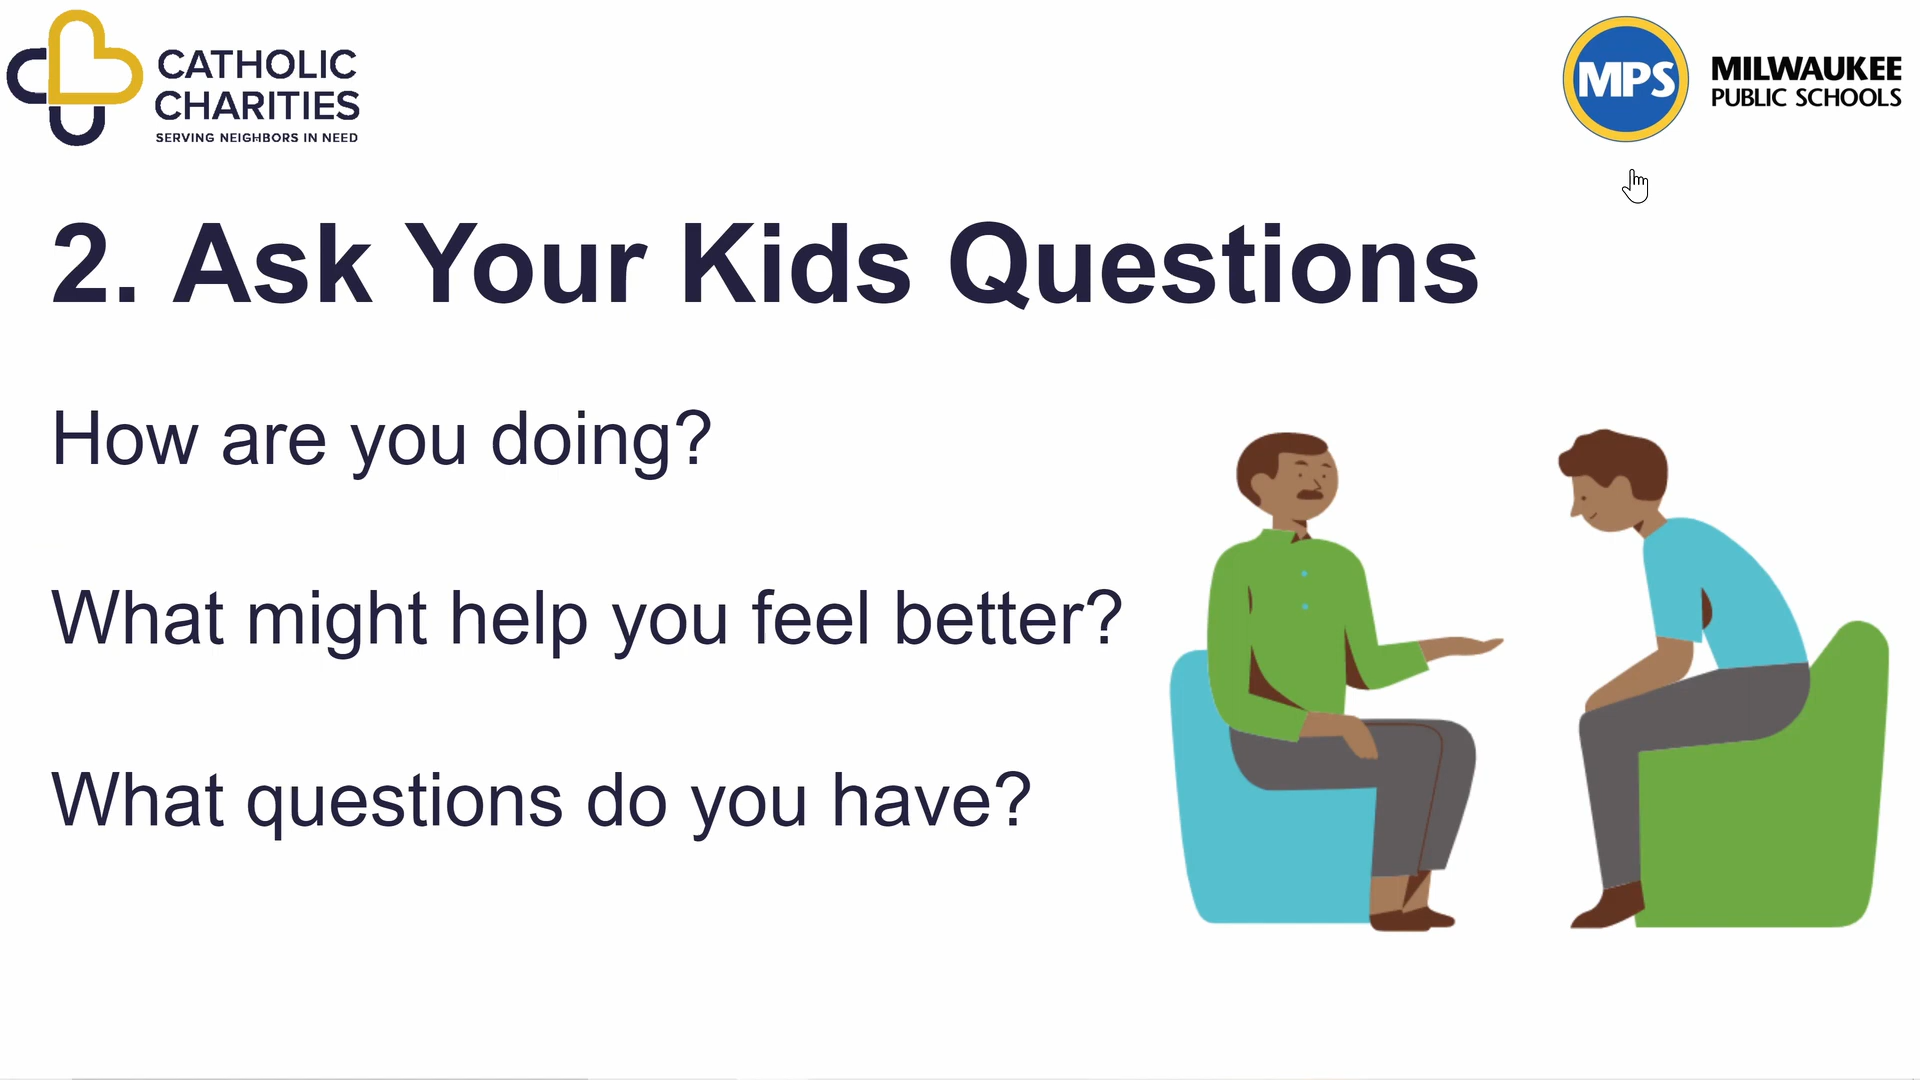 CATHOLIC
CHARITIES
SERVING NEIGHBORS IN NEED
MPS
MILWAUKEE
PUBLIC SCHOOLS
2. Ask Your Kids Questions
How are you doing?
What might help you feel better?
What questions do you have?